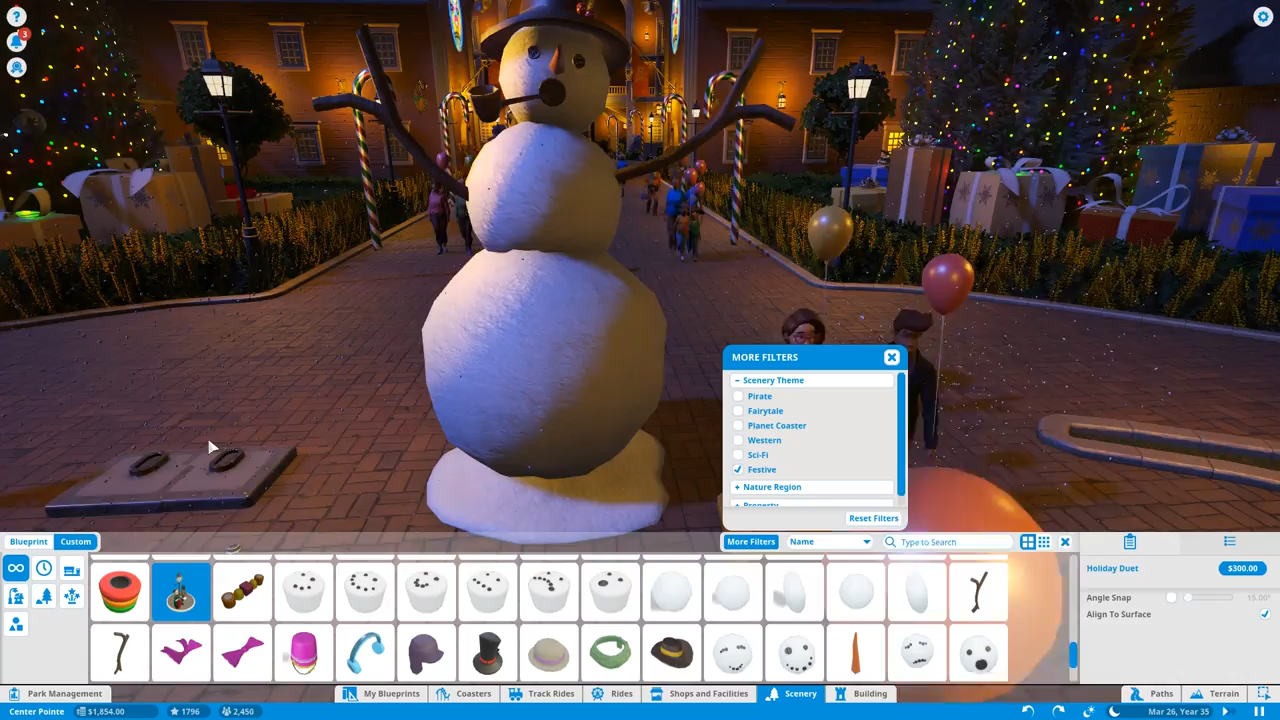 ?
3
MORE FILTERS
− Scenery Theme
Pirate
Fairytale
Planet Coaster
Western
Sci-Fi
Festive
+ Nature Region
+ Property
Reset Filters
Blueprint Custom
More Filters Name Type to Search
Holiday Duet $300.00
Angle Snap 15.00°
Align To Surface
Park Management My Blueprints Coasters Track Rides Rides Shops and Facilities Scenery Building Paths Terrain
Center Pointe $1,854.00 1796 2,450 Mar 26, Year 35